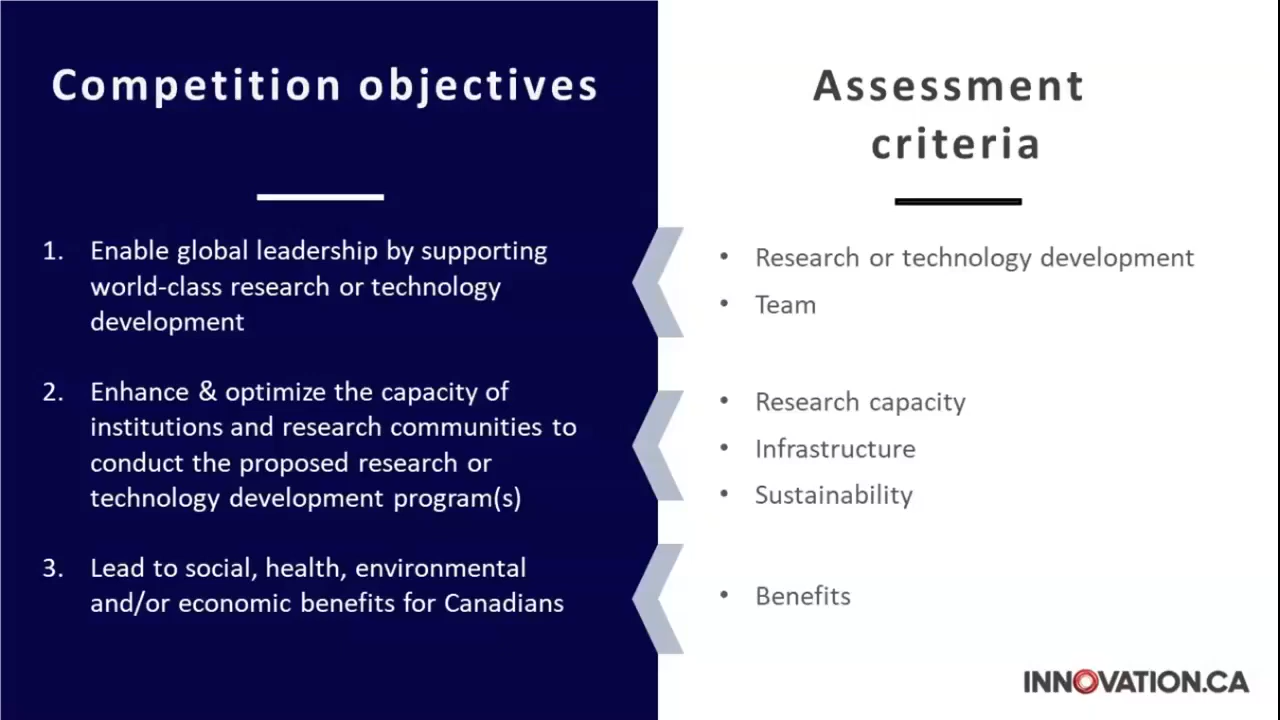 Competition objectives
1. Enable global leadership by supporting
world-class research or technology
development
2. Enhance & optimize the capacity of
institutions and research communities to
conduct the proposed research or
technology development program(s)
3. Lead to social, health, environmental
and/or economic benefits for Canadians
Assessment
criteria
• Research or technology development
• Team
• Research capacity
• Infrastructure
• Sustainability
• Benefits
INNOVATION.CA